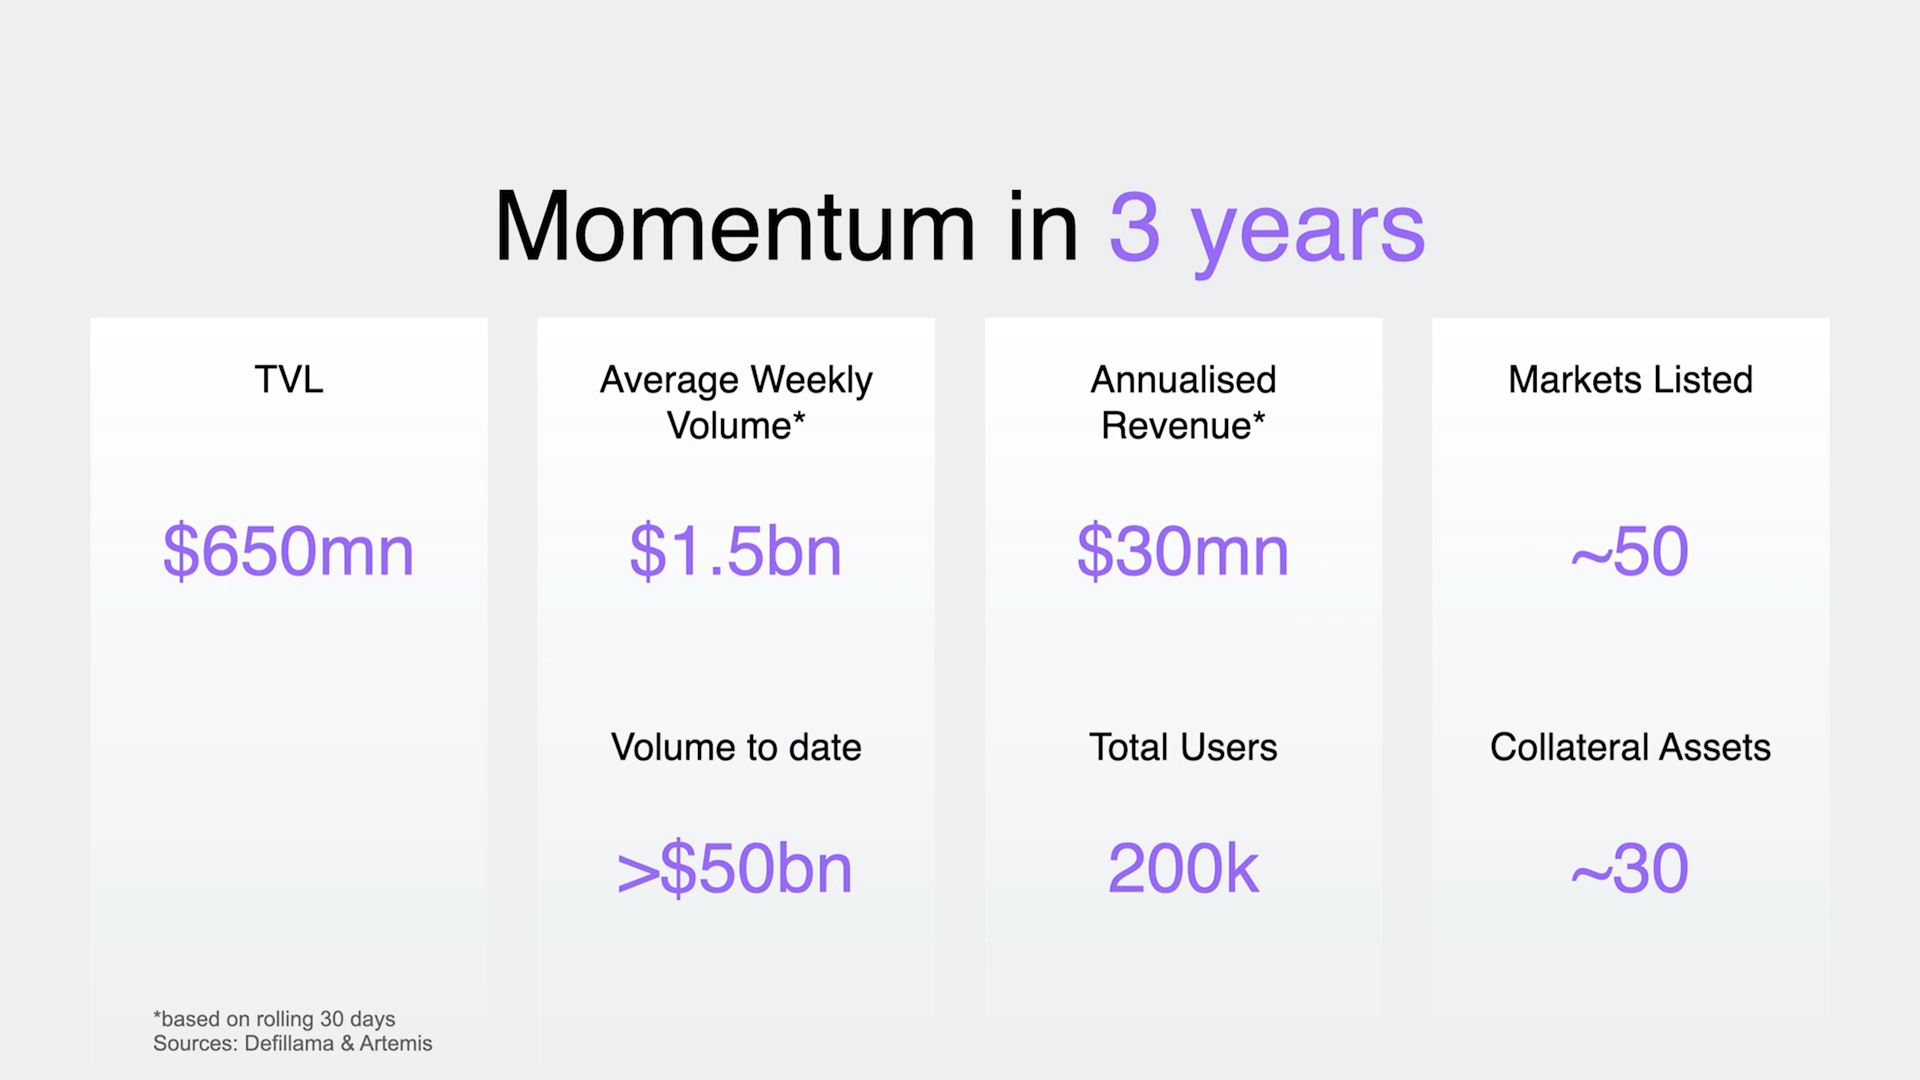 Momentum in 3 years
TVL
$650mn
Average Weekly
Volume*
$1.5bn
Volume to date
>$50bn
Annualised
Revenue*
$30mn
Total Users
200k
Markets Listed
~50
Collateral Assets
~30
*based on rolling 30 days
Sources: Defillama & Artemis